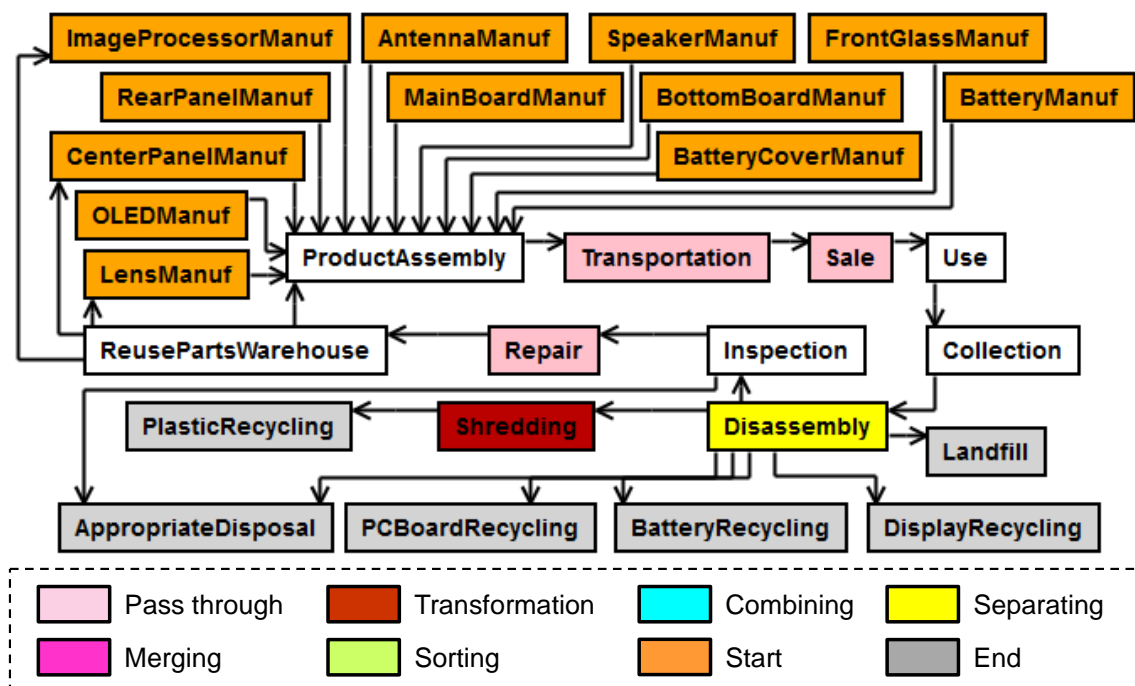 ImageProcessorManuf AntennaManuf SpeakerManuf FrontGlassManuf
RearPanelManuf MainBoardManuf BottomBoardManuf BatteryManuf
CenterPanelManuf BatteryCoverManuf
OLEDManuf
ProductAssembly Transportation Sale Use
LensManuf
ReusePartsWarehouse Repair Inspection Collection
PlasticRecycling Shredding Disassembly
Landfill
AppropriateDisposal PCBoardRecycling BatteryRecycling DisplayRecycling
Pass through Transformation Combining Separating
Merging Sorting Start End